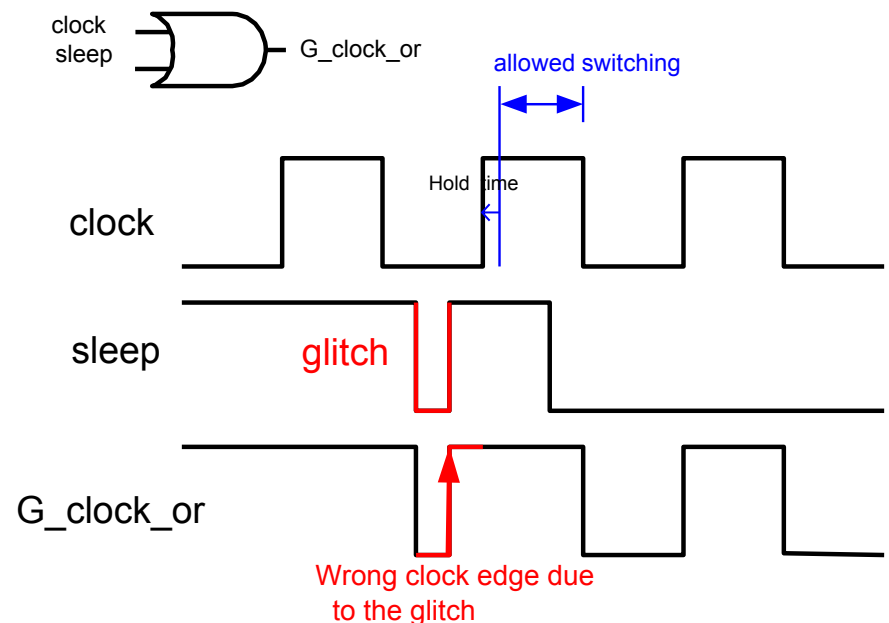 clock
sleep
G_clock_or
allowed switching
Hold time
clock
sleep
glitch
G_clock_or
Wrong clock edge due
to the glitch